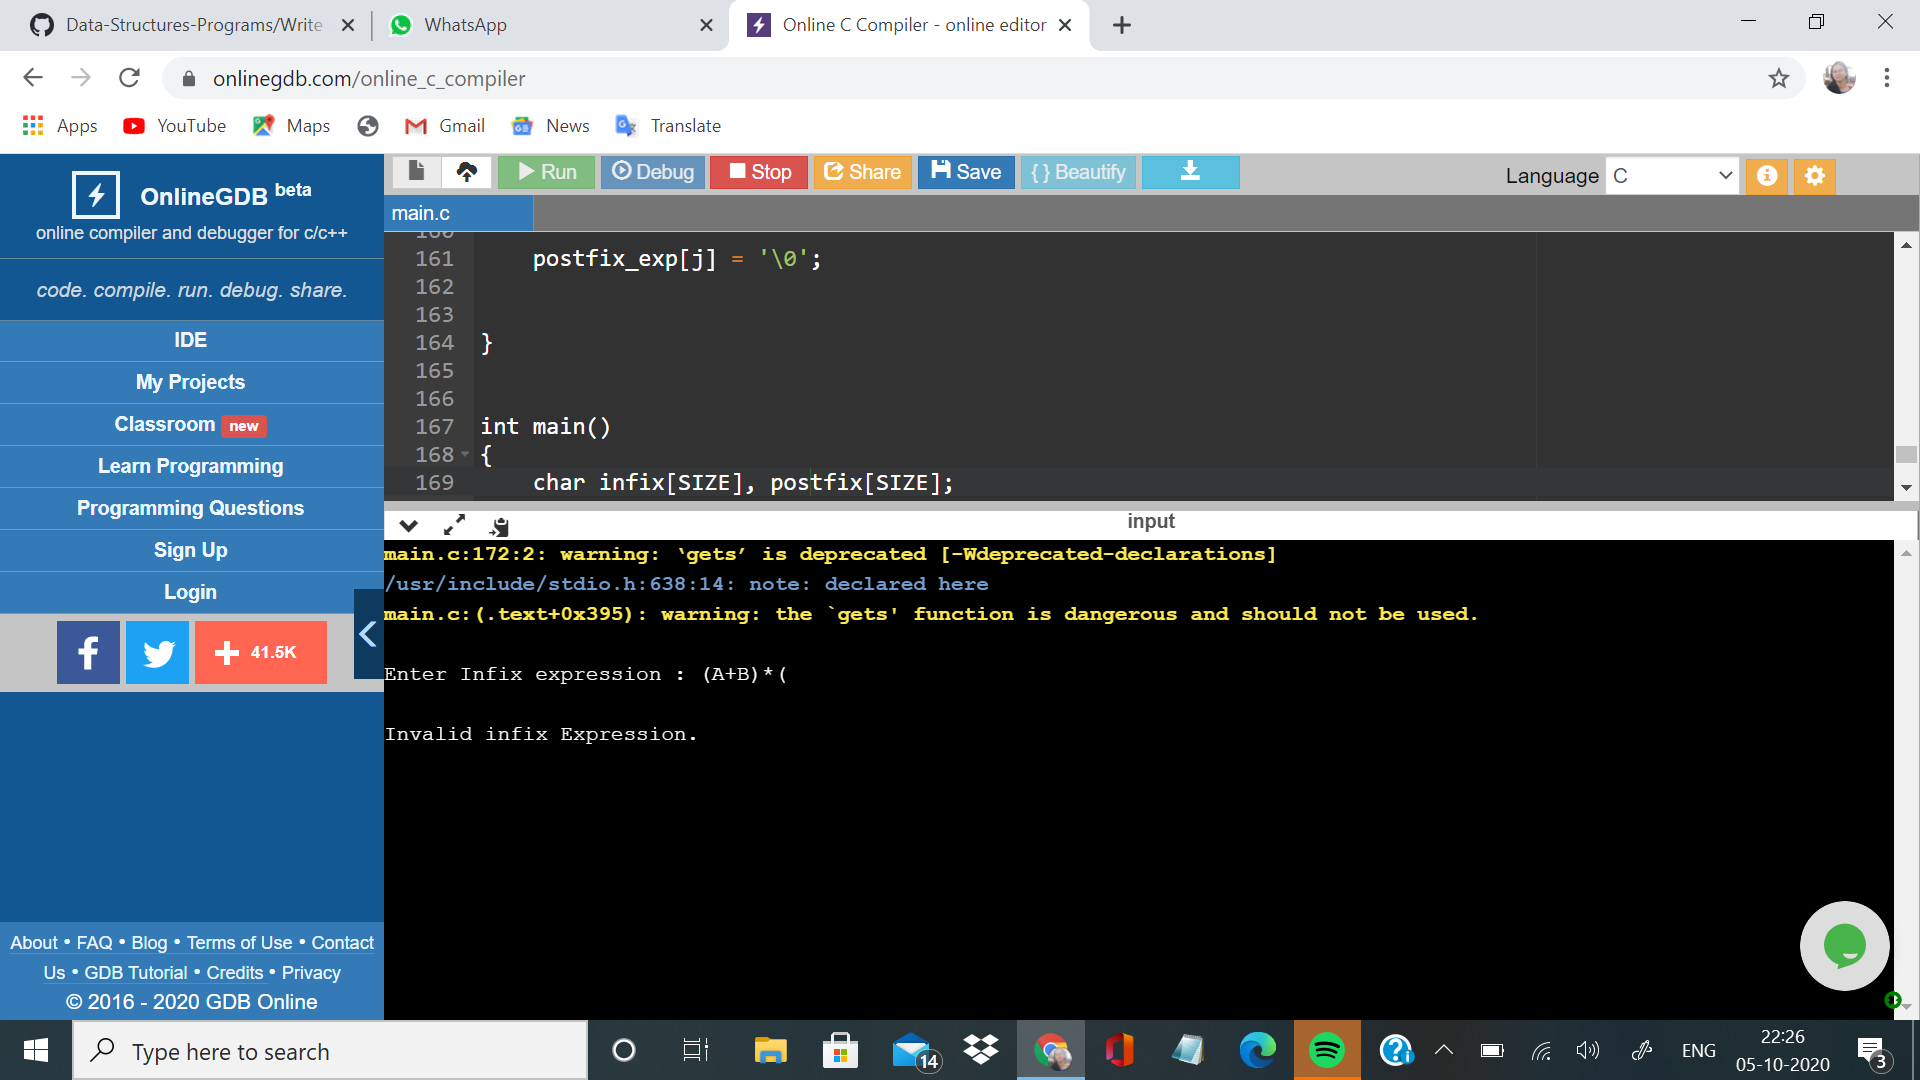 Data-Structures-Programs/Write
WhatsApp
Online C Compiler - online editor
onlinegdb.com/online_c_compiler
Apps
YouTube
Maps
Gmail
News
Translate
OnlineGDB beta
online compiler and debugger for c/c++
code. compile. run. debug. share.
IDE
My Projects
Classroom new
Learn Programming
Programming Questions
Sign Up
Login
41.5K
About • FAQ • Blog • Terms of Use • Contact
Us • GDB Tutorial • Credits • Privacy
© 2016 - 2020 GDB Online
Run
Debug
Stop
Share
Save
{ } Beautify
Language C
main.c
160
161 postfix_exp[j] = '\0';
162
163
164 }
165
166
167 int main()
168 {
169 char infix[SIZE], postfix[SIZE];
input
main.c:172:2: warning: ‘gets’ is deprecated [-Wdeprecated-declarations]
/usr/include/stdio.h:638:14: note: declared here
main.c:(.text+0x395): warning: the `gets' function is dangerous and should not be used.
Enter Infix expression : (A+B)*(
Invalid infix Expression.
Type here to search
14
ENG
22:26
05-10-2020
3